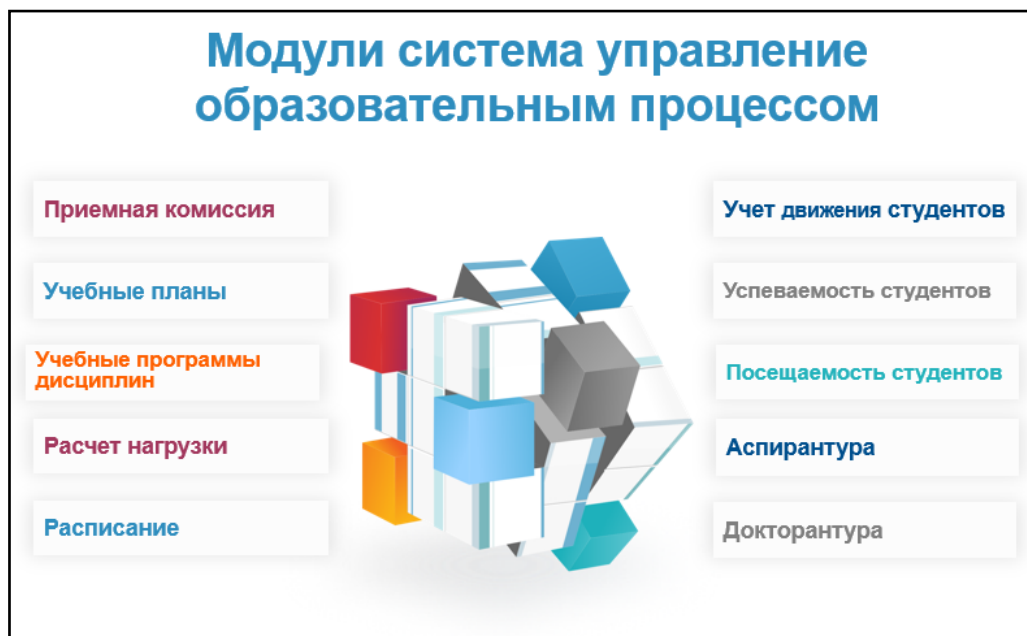 Модули система управление
образовательным процессом
Приемная комиссия
Учебные планы
Учебные программы
дисциплин
Расчет нагрузки
Расписание
Учет движения студентов
Успеваемость студентов
Посещаемость студентов
Аспирантура
Докторантура